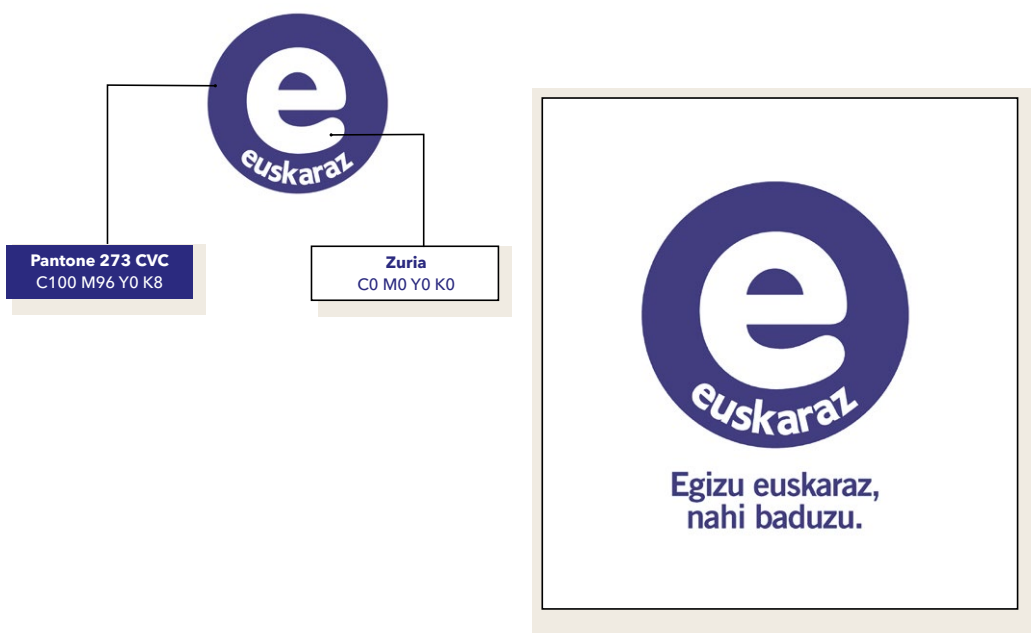 e
euskaraz
Pantone 273 CVC
C100 M96 Y0 K8
Zuria
C0 M0 Y0 K0
e
euskaraz
Egizu euskaraz,
nahi baduzu.